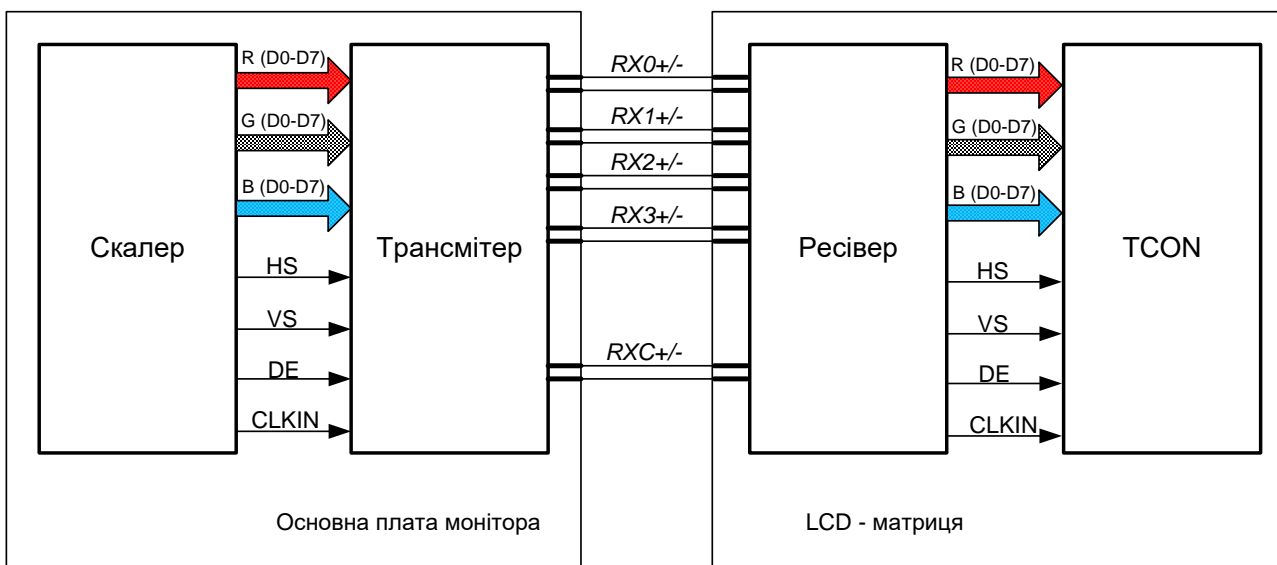 R (D0-D7)
G (D0-D7)
B (D0-D7)
HS
VS
DE
CLKIN
Скалер
Трансмітер
RX0+/-
RX1+/-
RX2+/-
RX3+/-
RXC+/-
Ресівер
R (D0-D7)
G (D0-D7)
B (D0-D7)
HS
VS
DE
CLKIN
TCON
Основна плата монітора
LCD - матриця